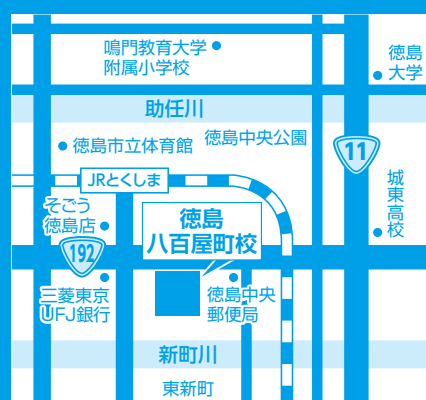 鳴門教育大学
附属小学校
徳島
大学
助任川
徳島市立体育館
徳島中央公園
11
JRとくしま
城東高校
そごう
徳島店
徳島
八百屋町校
192
三菱東京
UFJ銀行
徳島中央
郵便局
新町川
東新町